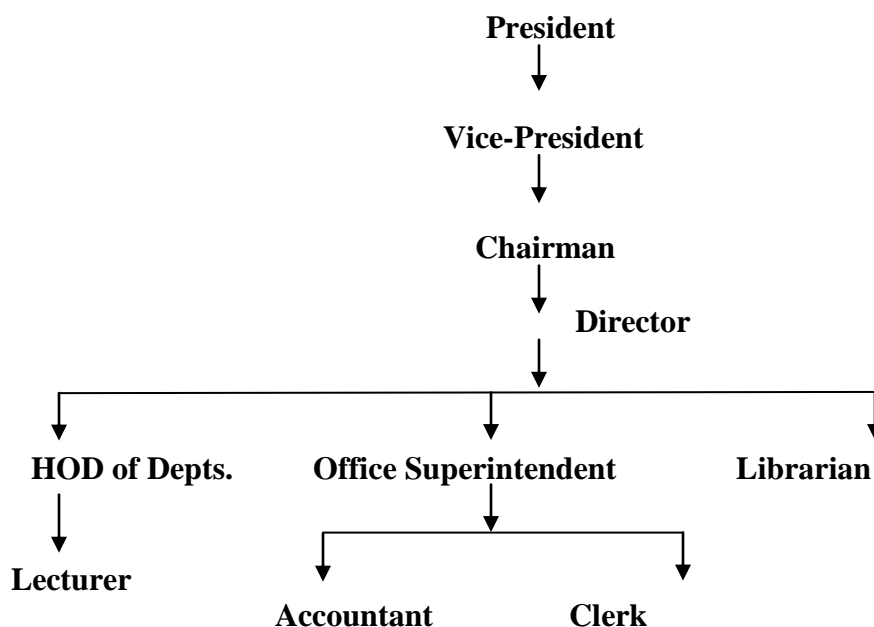 President
Vice-President
Chairman
Director
HOD of Depts. Office Superintendent Librarian
Lecturer
Accountant Clerk